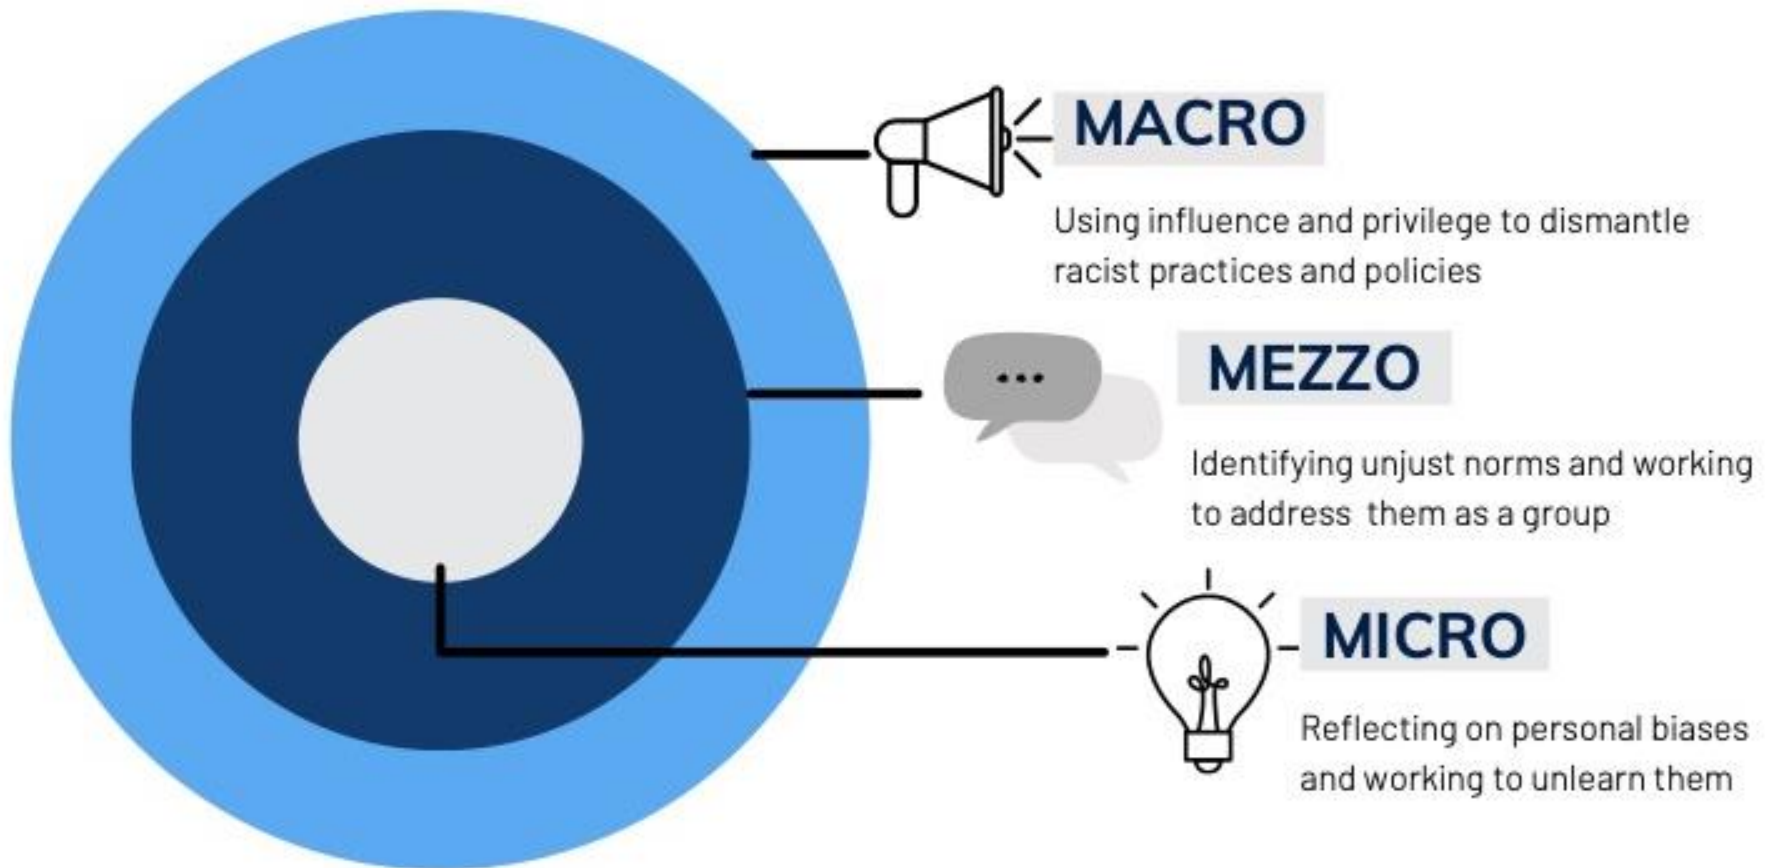 MACRO
Using influence and privilege to dismantle
racist practices and policies
MEZZO
Identifying unjust norms and working
to address  them as a group
MICRO
Reflecting on personal biases
and working to unlearn them